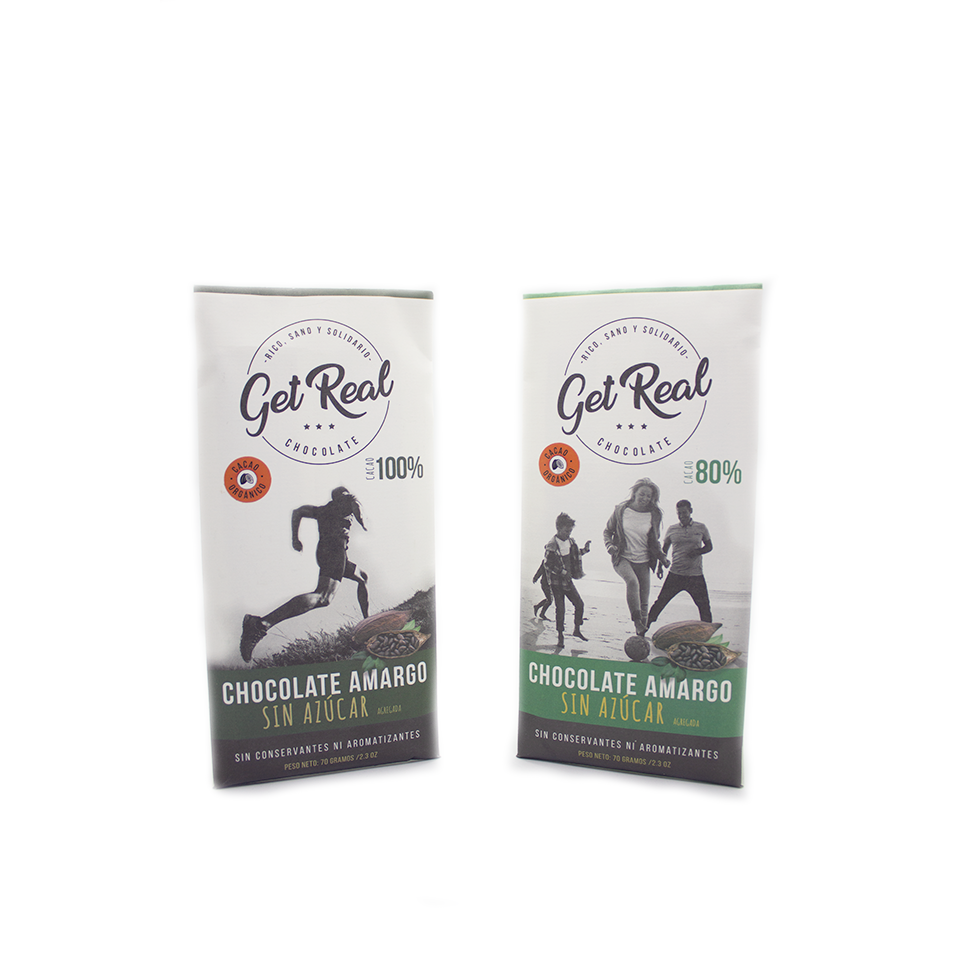 ·RICO, SANO Y SOLIDARIO·
Get Real
CHOCOLATE
CACAO
ORGÁNICO
CACAO 100%
CHOCOLATE AMARGO
SIN AZÚCAR AGREGADA
SIN CONSERVANTES NI AROMATIZANTES
PESO NETO: 70 GRAMOS /2.3 OZ
·RICO, SANO Y SOLIDARIO·
Get Real
CHOCOLATE
CACAO
ORGÁNICO
CACAO 80%
CHOCOLATE AMARGO
SIN AZÚCAR AGREGADA
SIN CONSERVANTES NI AROMATIZANTES
PESO NETO: 70 GRAMOS /2.3 OZ